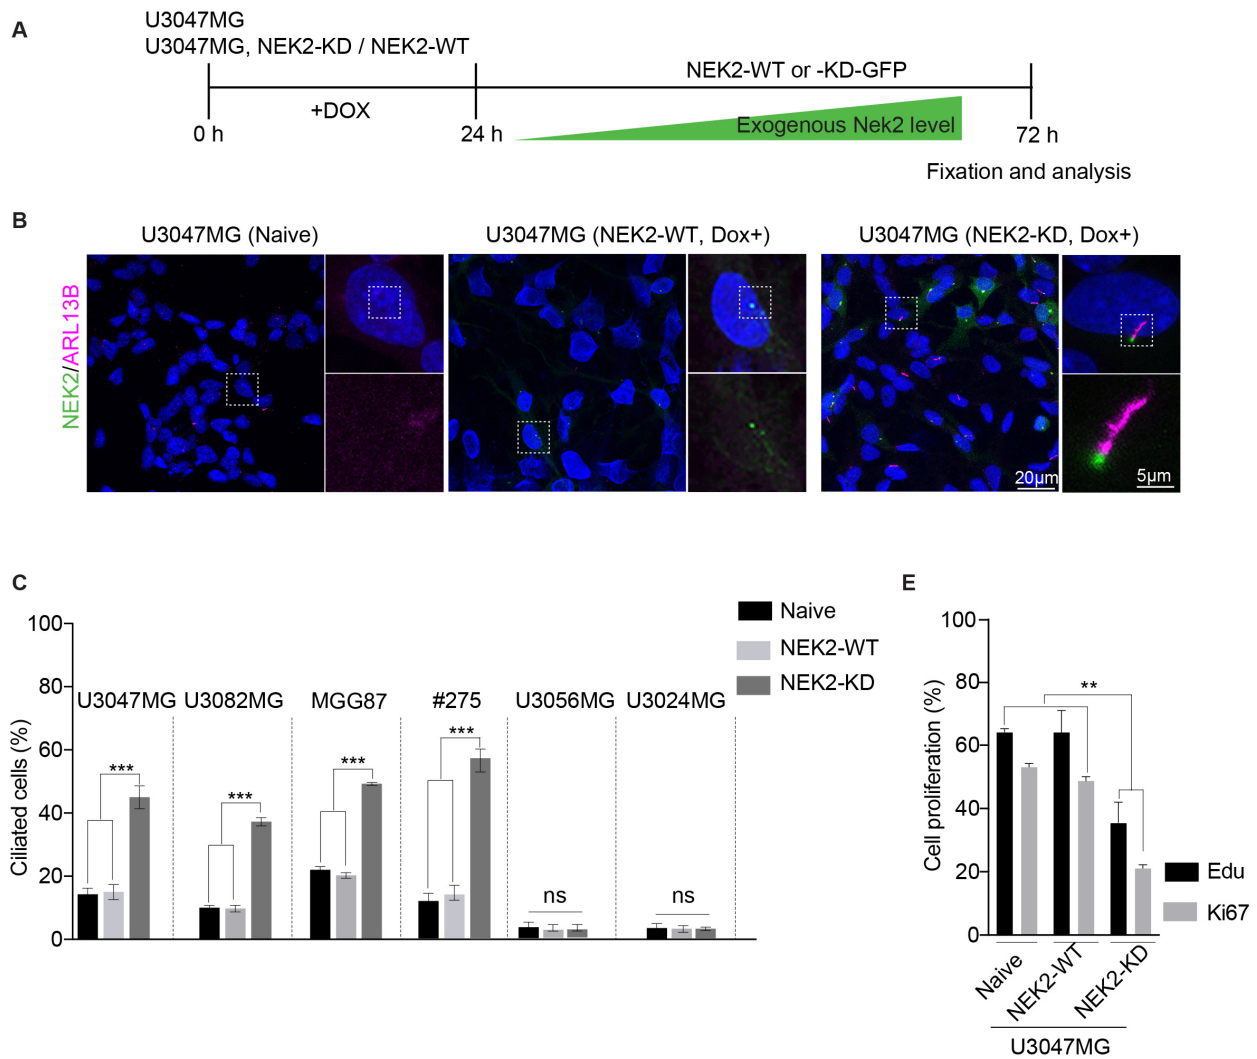 A
U3047MG
U3047MG, NEK2-KD / NEK2-WT
NEK2-WT or -KD-GFP
+DOX
Exogenous Nek2 level
0 h
24 h
72 h
Fixation and analysis
B
U3047MG (Naive)
U3047MG (NEK2-WT, Dox+)
U3047MG (NEK2-KD, Dox+)
NEK2/ARL13B
20µm
5µm
C
Ciliated cells (%)
100
80
60
40
20
0
U3047MG
U3082MG
MGG87
#275
U3056MG
U3024MG
***
***
***
***
ns
ns
Naive
NEK2-WT
NEK2-KD
E
Cell proliferation (%)
100
80
60
40
20
0
**
Edu
Ki67
Naive
NEK2-WT
NEK2-KD
U3047MG